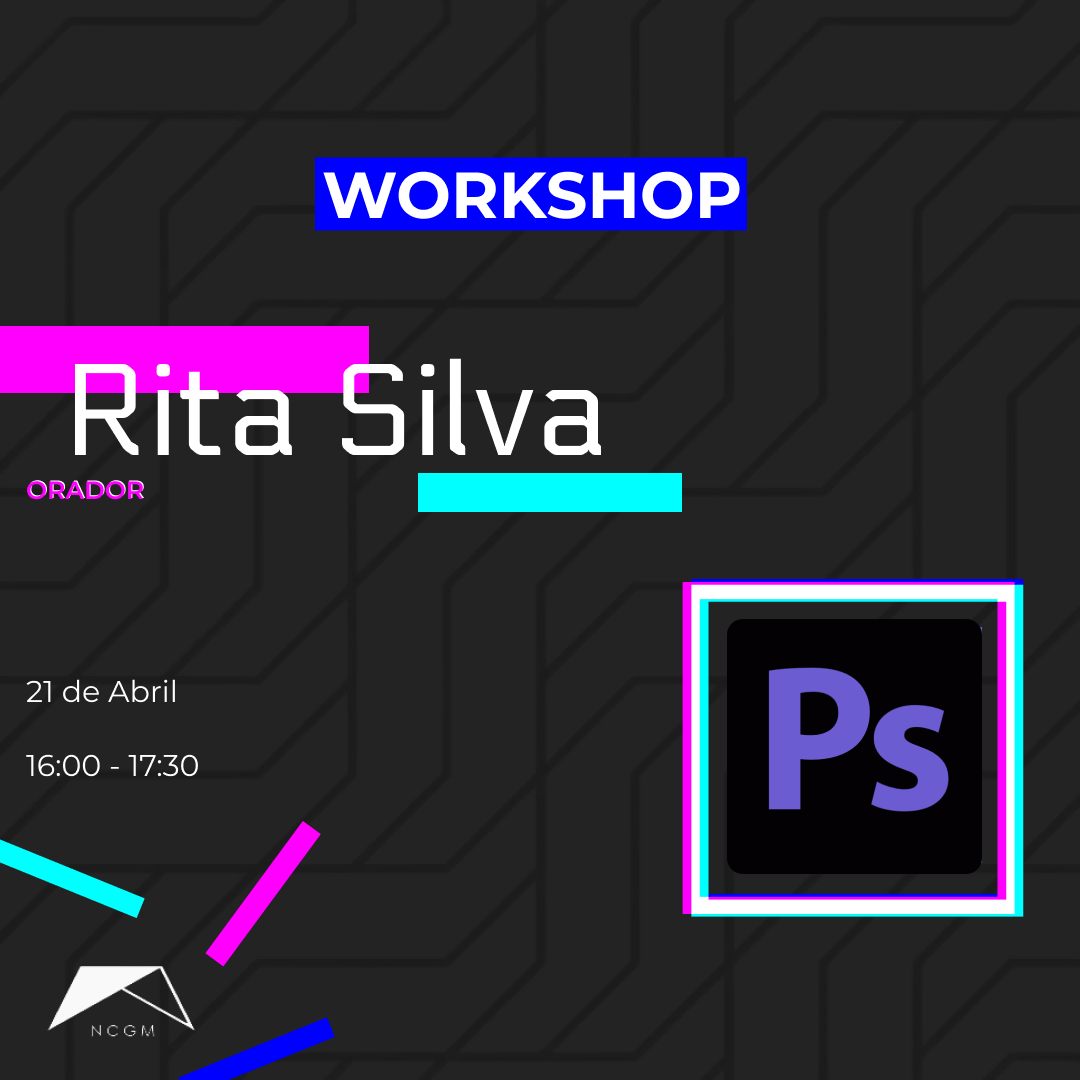 WORKSHOP
Rita Silva
ORADOR
21 de Abril
16:00 - 17:30
Ps
NCGM